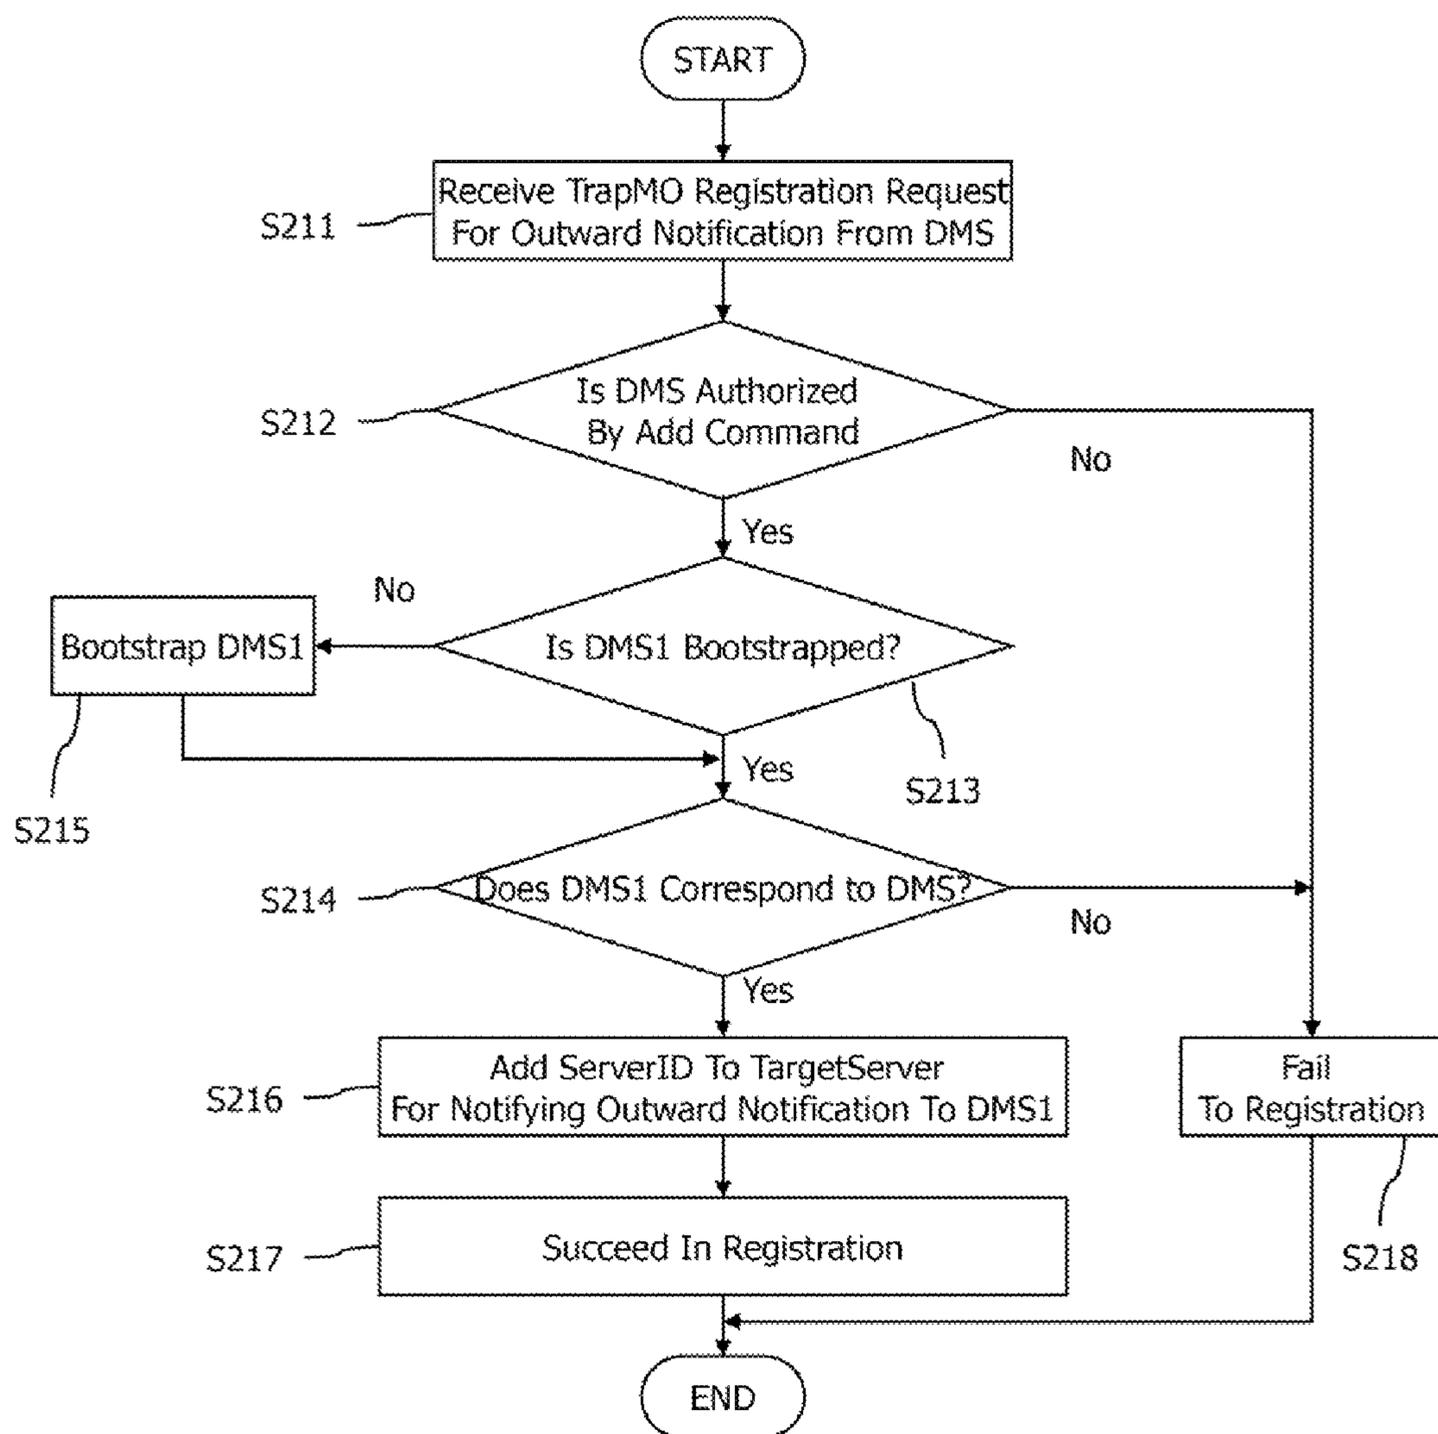 START
Receive TrapMO Registration Request
For Outward Notification From DMS
S211
Is DMS Authorized
By Add Command
S212
No
Yes
No
Bootstrap DMS1
Is DMS1 Bootstrapped?
Yes
S213
S215
Does DMS1 Correspond to DMS?
S214
No
Yes
Add ServerID To TargetServer
For Notifying Outward Notification To DMS1
S216
Fail
To Registration
Succeed In Registration
S217
S218
END